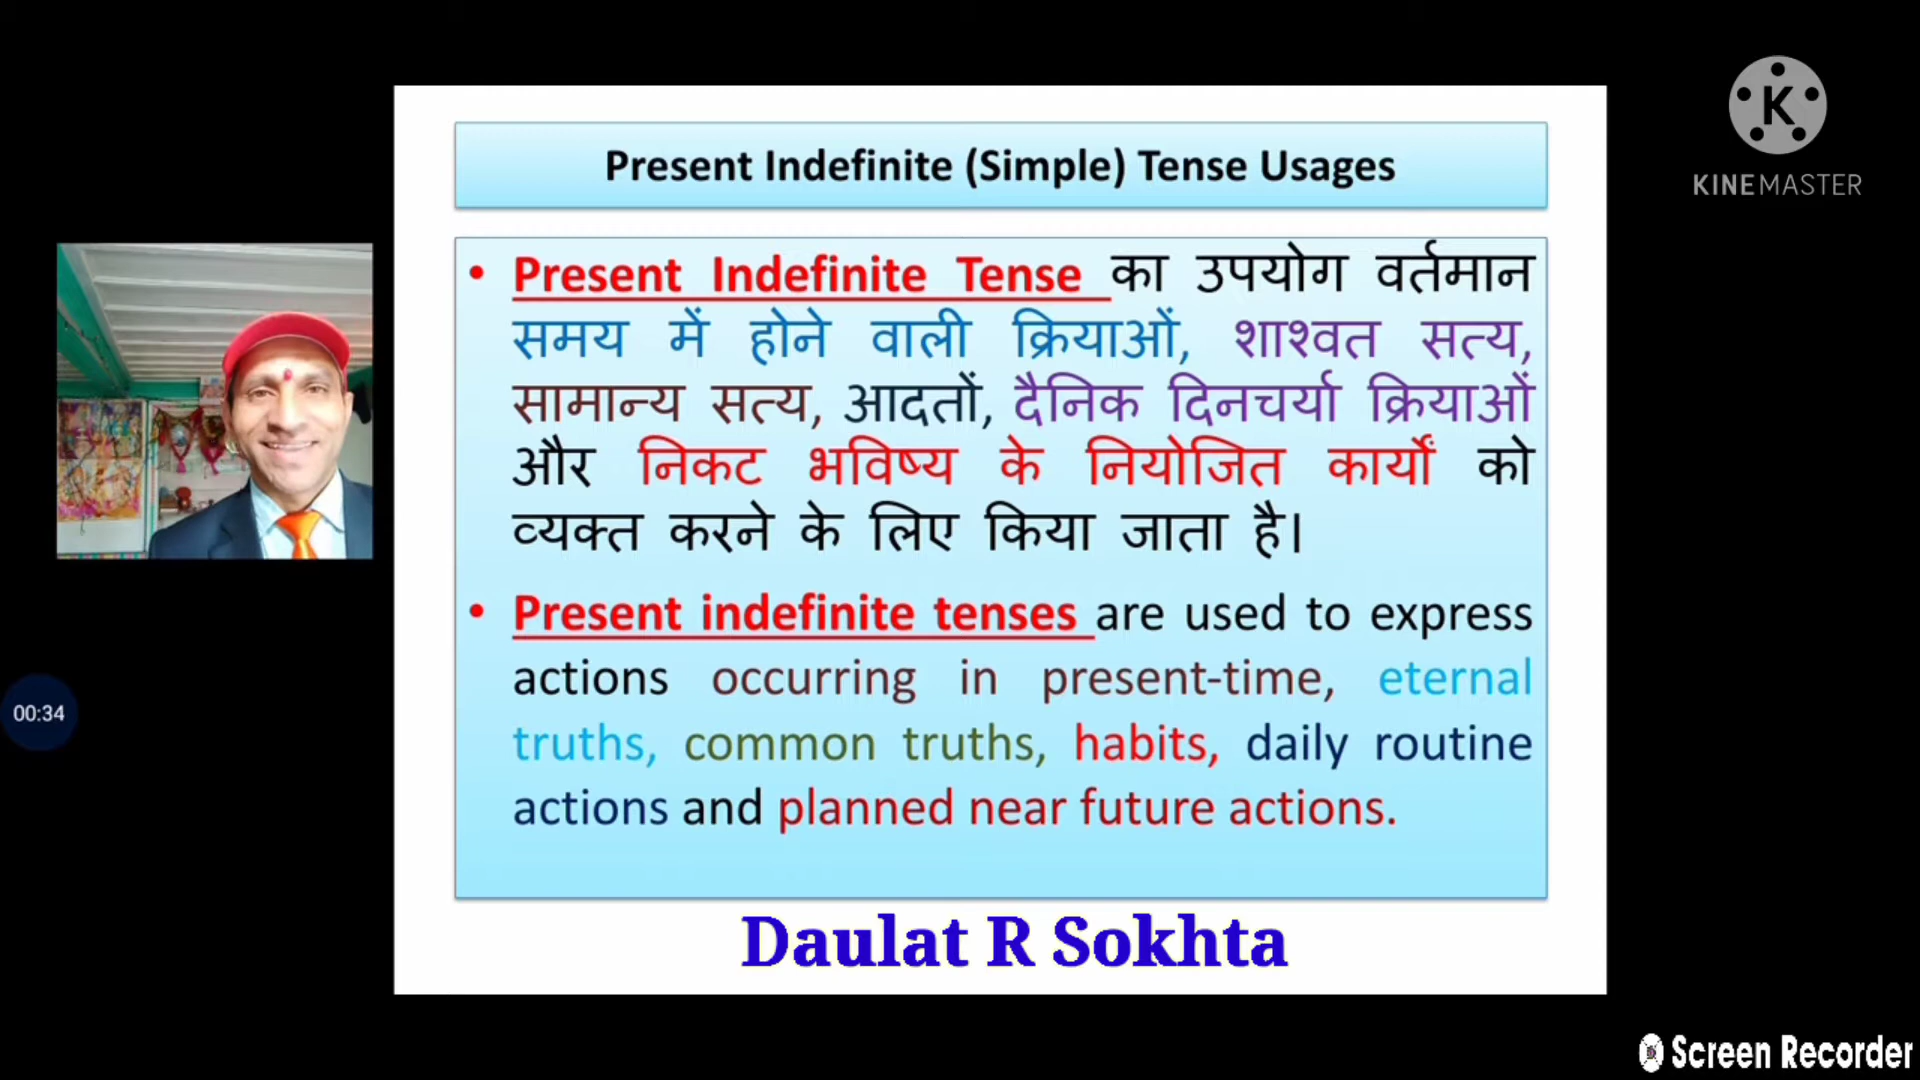 Present Indefinite (Simple) Tense Usages
KINEMASTER
• Present Indefinite Tense का उपयोग वर्तमान
समय में होने वाली क्रियाओं, शाश्वत सत्य,
सामान्य सत्य, आदतों, दैनिक दिनचर्या क्रियाओं
और निकट भविष्य के नियोजित कार्यों को
व्यक्त करने के लिए किया जाता है।
• Present indefinite tenses are used to express
actions occurring in present-time, eternal
truths, common truths, habits, daily routine
actions and planned near future actions.
00:34
Daulat R Sokhta
Screen Recorder